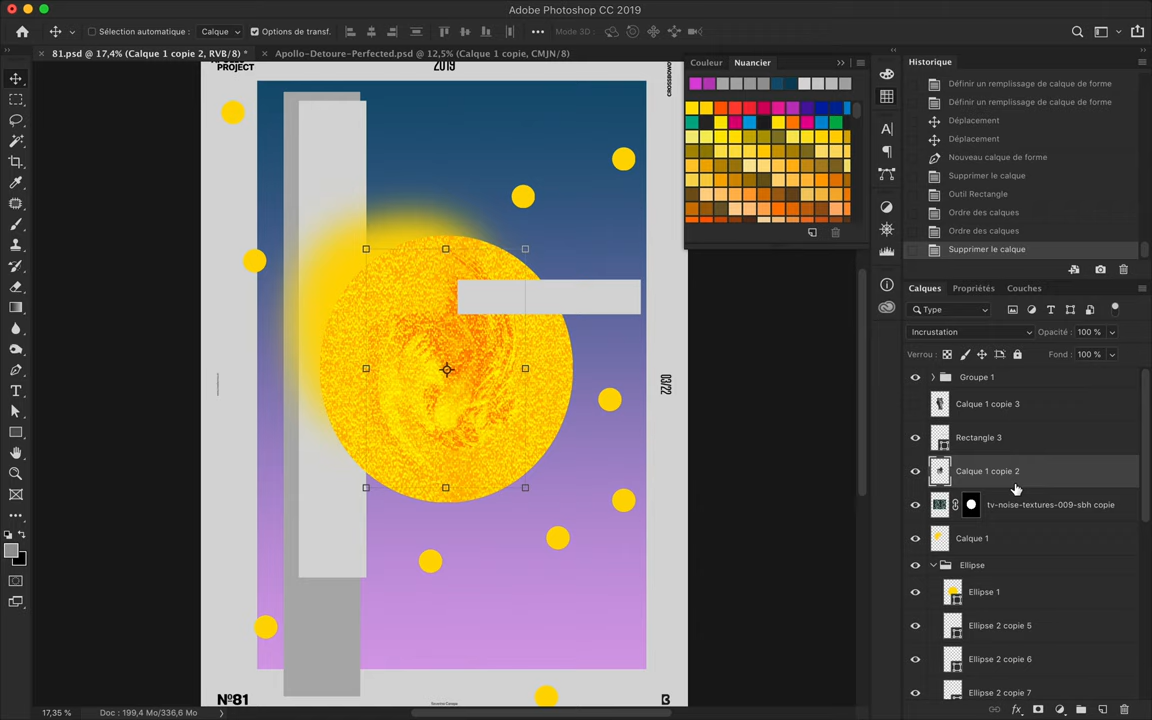 Adobe Photoshop CC 2019
Sélection automatique :
Calque
Options de transf.
Mode 3D :
81.psd @ 17,4% (Calque 1 copie 2, RVB/8) *
Apollo-Detoure-Perfected.psd @ 12,5% (Calque 1 copie, CMJN/8)
PROJECT
2019
Couleur
Nuancier
Historique
Définir un remplissage de calque de forme
Définir un remplissage de calque de forme
Déplacement
Déplacement
Nouveau calque de forme
Supprimer le calque
Outil Rectangle
Ordre des calques
Ordre des calques
Supprimer le calque
Calques
Propriétés
Couches
Type
Incrustation
Opacité :
100 %
Verrou :
Fond :
100 %
Groupe 1
Calque 1 copie 3
Rectangle 3
Calque 1 copie 2
tv-noise-textures-009-sbh copie
Calque 1
Ellipse
Ellipse 1
Ellipse 2 copie 5
Ellipse 2 copie 6
Ellipse 2 copie 7
03/22
Nº81
17,35 %
Doc : 199,4 Mo/336,6 Mo